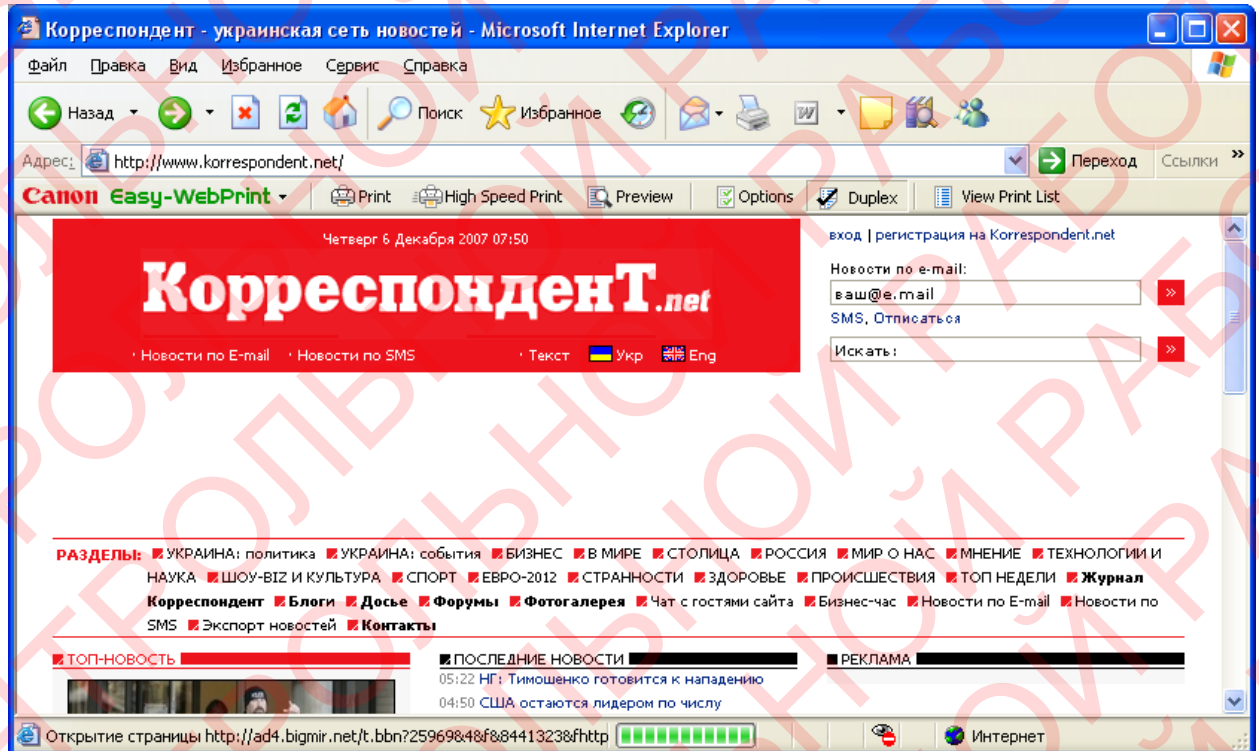 Корреспондент - украинская сеть новостей - Microsoft Internet Explorer
Файл Правка Вид Избранное Сервис Справка
Назад Поиск Избранное
Адрес: http://www.korrespondent.net/ Переход Ссылки »
Canon Easy-WebPrint Print High Speed Print Preview Options Duplex View Print List
Четверг 6 Декабря 2007 07:50
КорреспонденТ.net
· Новости по E-mail · Новости по SMS · Текст Укр Eng
вход | регистрация на Korrespondent.net
Новости по e-mail:
ваш@e.mail »
SMS, Отписаться
Искать: »
РАЗДЕЛЫ: УКРАИНА: политика УКРАИНА: события БИЗНЕС В МИРЕ СТОЛИЦА РОССИЯ МИР О НАС МНЕНИЕ ТЕХНОЛОГИИ И
НАУКА ШОУ-BIZ И КУЛЬТУРА СПОРТ ЕВРО-2012 СТРАННОСТИ ЗДОРОВЬЕ ПРОИСШЕСТВИЯ ТОП НЕДЕЛИ Журнал
Корреспондент Блоги Досье Форумы Фотогалерея Чат с гостями сайта Бизнес-час Новости по E-mail Новости по
SMS Экспорт новостей Контакты
ТОП-НОВОСТЬ
ПОСЛЕДНИЕ НОВОСТИ
05:22 НГ: Тимошенко готовится к нападению
04:50 США остаются лидером по числу
РЕКЛАМА
Открытие страницы http://ad4.bigmir.net/t.bbn?25969&48&f&8441323&fhttp Интернет